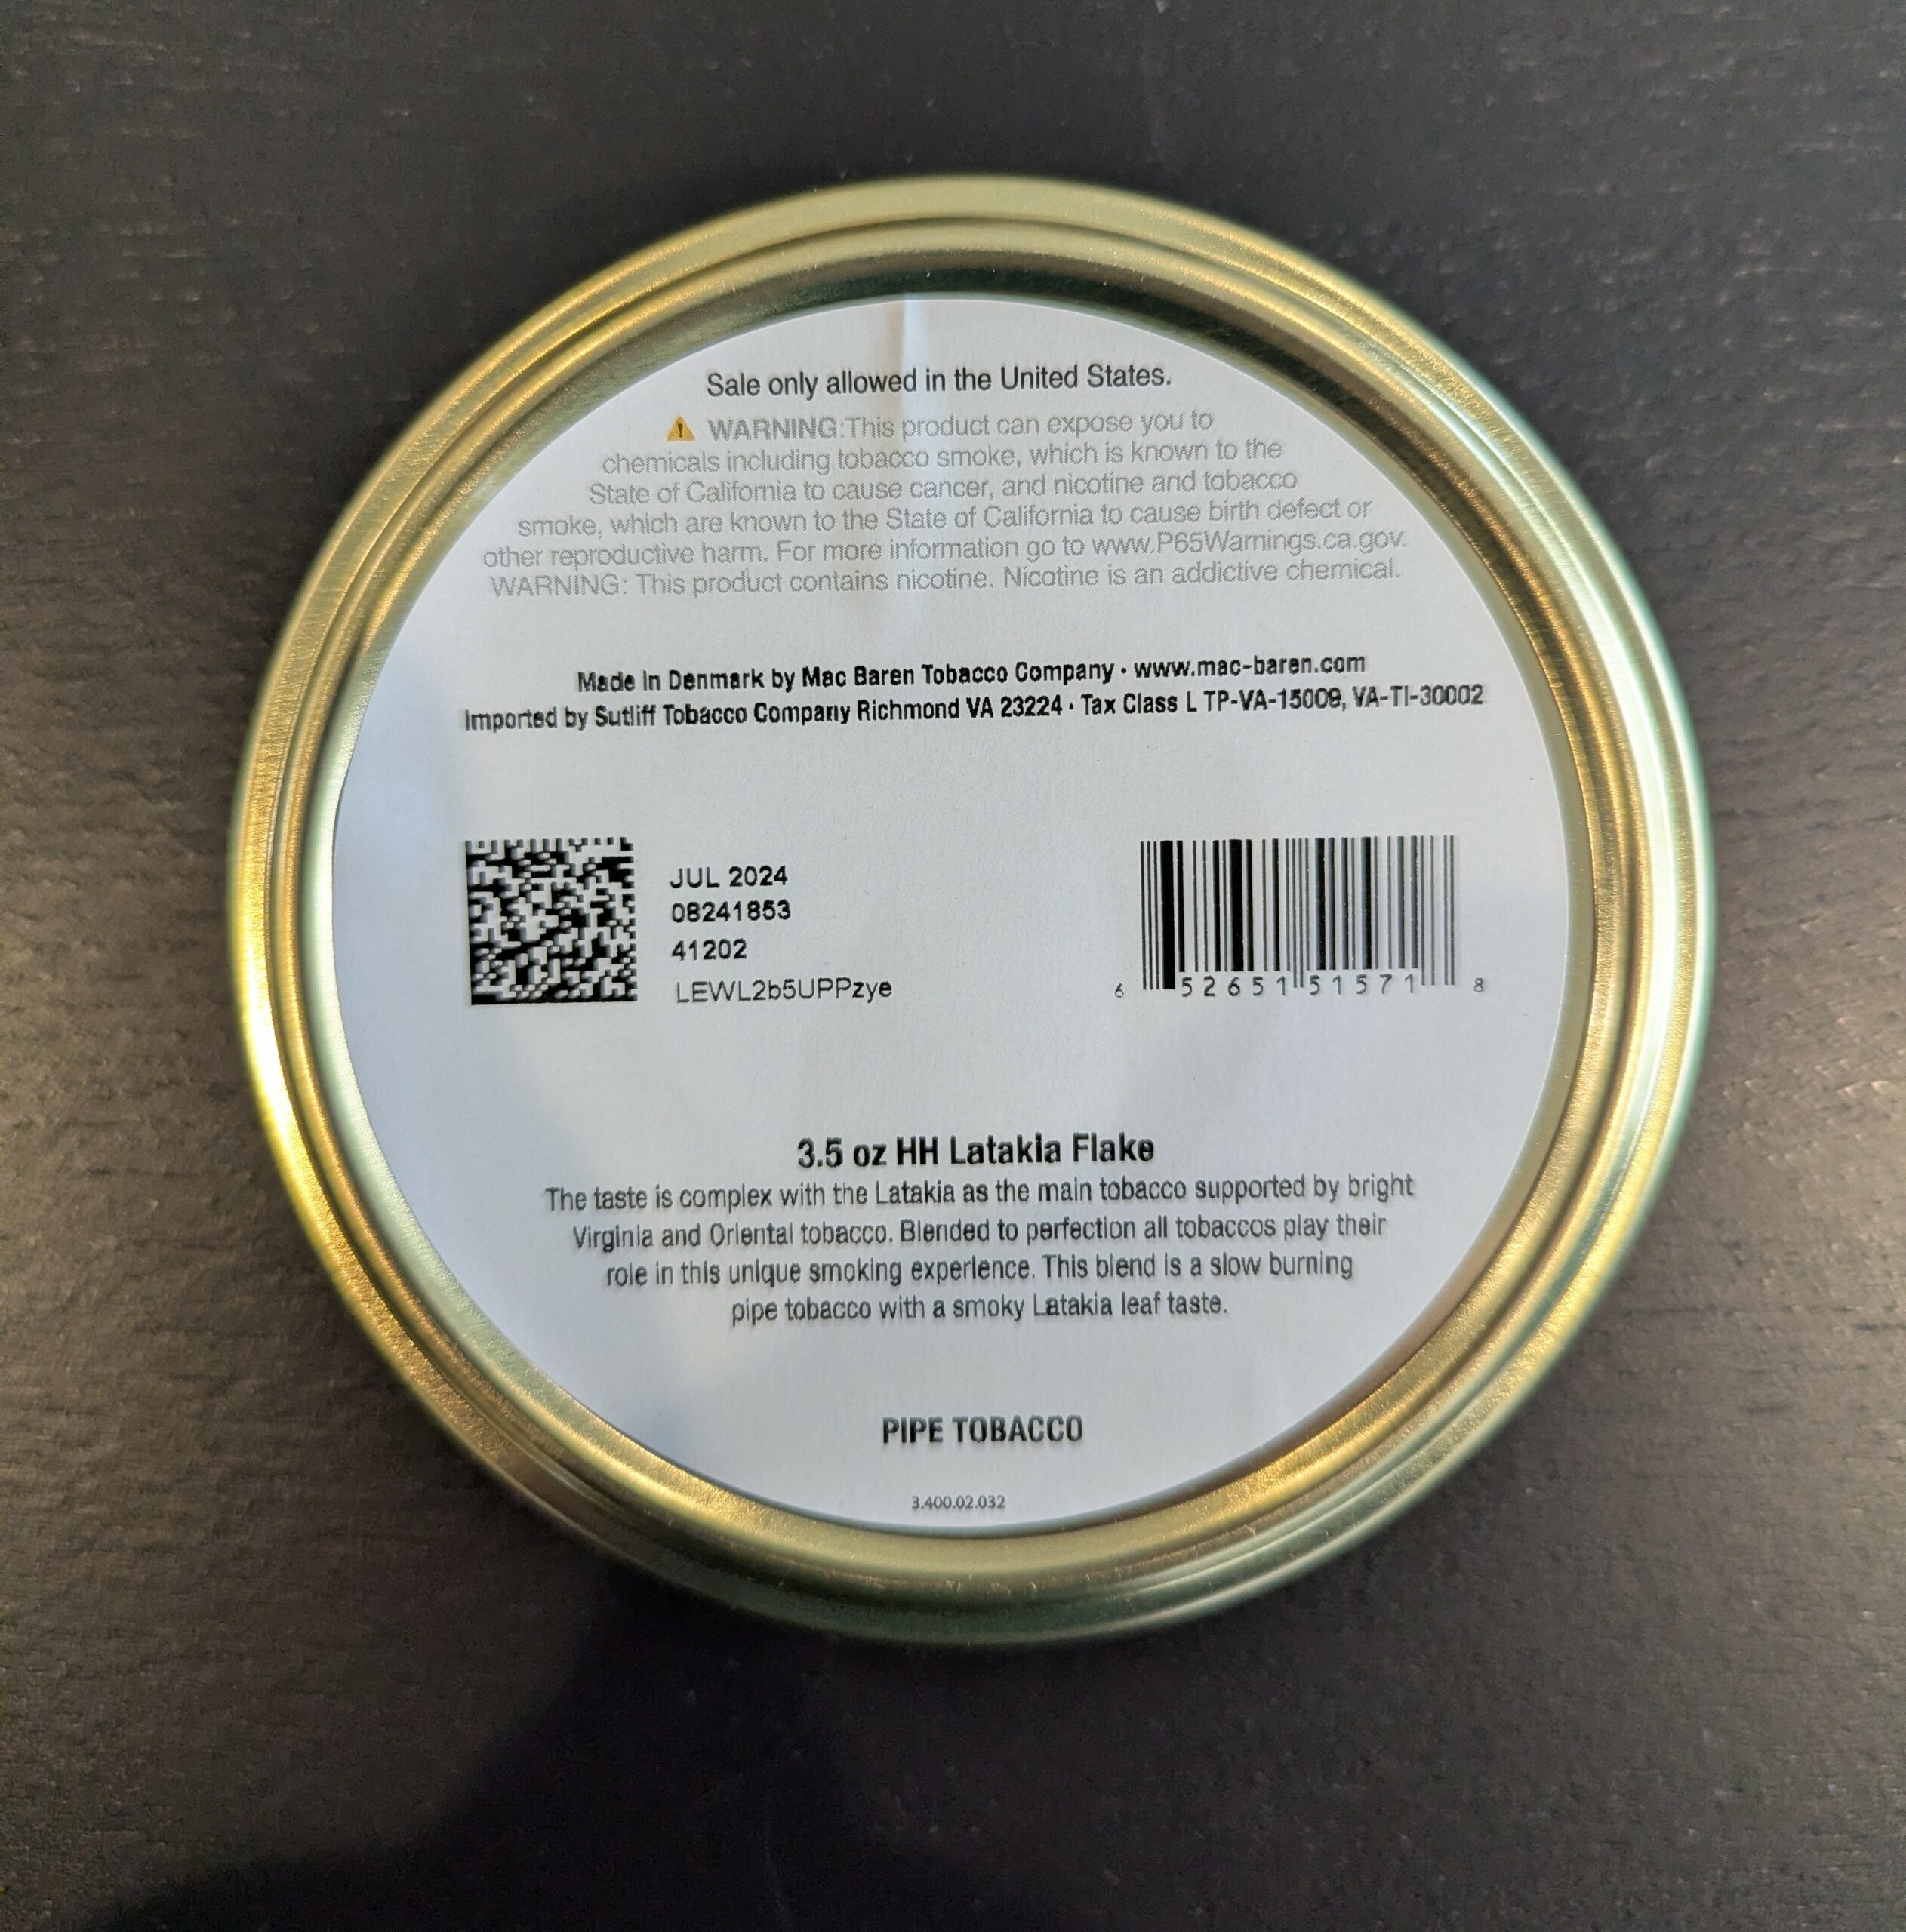 Sale only allowed in the United States.
⚠ WARNING:This product can expose you to
chemicals including tobacco smoke, which is known to the
State of California to cause cancer, and nicotine and tobacco
smoke, which are known to the State of California to cause birth defect or
other reproductive harm. For more information go to www.P65Warnings.ca.gov.
WARNING: This product contains nicotine. Nicotine is an addictive chemical.
Made in Denmark by Mac Baren Tobacco Company · www.mac-baren.com
Imported by Sutliff Tobacco Company Richmond VA 23224 · Tax Class L TP-VA-15009, VA-TI-30002
JUL 2024
08241853
41202
LEWL2b5UPPzye
6 52651 51571 8
3.5 oz HH Latakia Flake
The taste is complex with the Latakia as the main tobacco supported by bright
Virginia and Oriental tobacco. Blended to perfection all tobaccos play their
role in this unique smoking experience. This blend is a slow burning
pipe tobacco with a smoky Latakia leaf taste.
PIPE TOBACCO
3.400.02.032